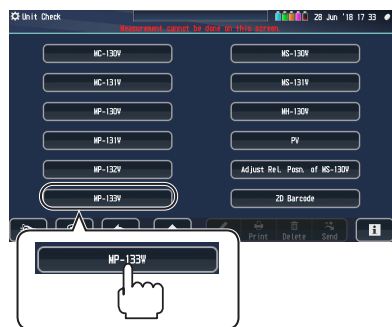 Unit Check
28 Jun '18 17 33
Measurement cannot be done on this screen.
MC-130V
MS-130V
MC-131V
MS-131V
MP-130V
MH-130V
MP-131V
PV
MP-132V
Adjust Rel. Posn. of MS-130V
MP-133V
2D Barcode
Print
Delete
Send
MP-133V